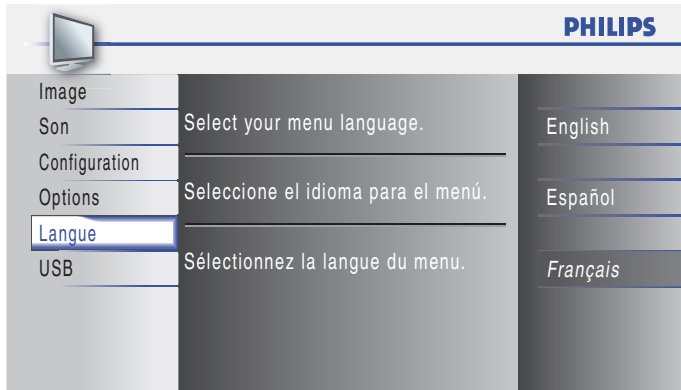 PHILIPS
Image
Son
Configuration
Options
Langue
USB
Select your menu language.
Seleccione el idioma para el menú.
Sélectionnez la langue du menu.
English
Español
Français